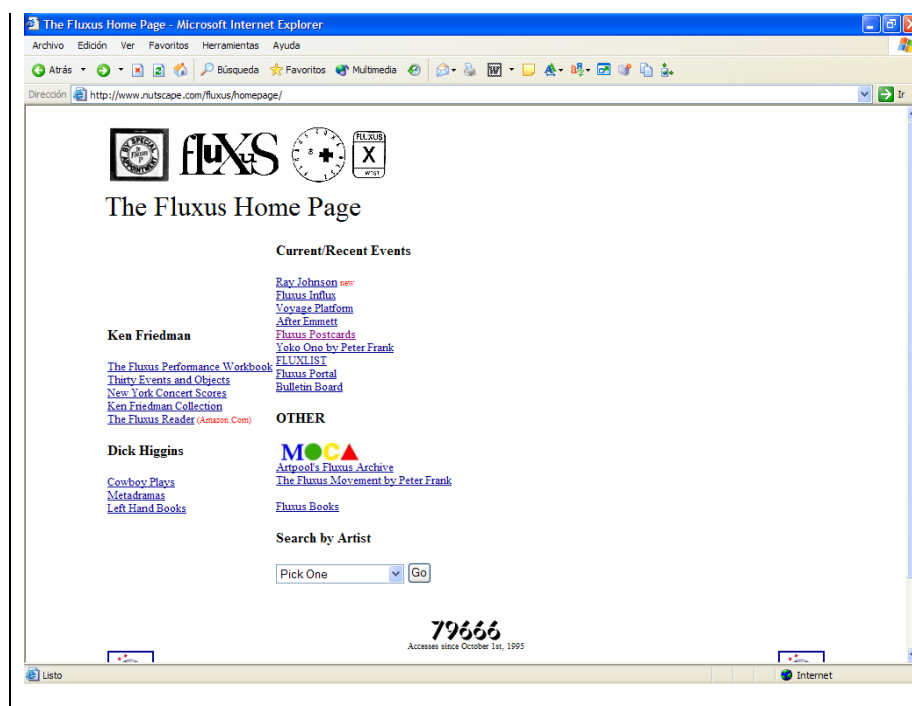 The Fluxus Home Page - Microsoft Internet Explorer
Archivo Edición Ver Favoritos Herramientas Ayuda
Atrás Búsqueda Favoritos Multimedia
Dirección http://www.nutscape.com/fluxus/homepage/ Ir
BY SPECIAL
APPOINTMENT
fluXuS
FLUXUS
X
The Fluxus Home Page
Current/Recent Events
Ray Johnson new
Fluxus Influx
Voyage Platform
After Emmett
Fluxus Postcards
Yoko Ono by Peter Frank
FLUXLIST
Fluxus Portal
Bulletin Board
Ken Friedman
The Fluxus Performance Workbook
Thirty Events and Objects
New York Concert Scores
Ken Friedman Collection
The Fluxus Reader (Amazon.Com)
OTHER
MOCA
Artpool's Fluxus Archive
The Fluxus Movement by Peter Frank
Fluxus Books
Dick Higgins
Cowboy Plays
Metadramas
Left Hand Books
Search by Artist
Pick One Go
79666
Accesses since October 1st, 1995
Listo Internet